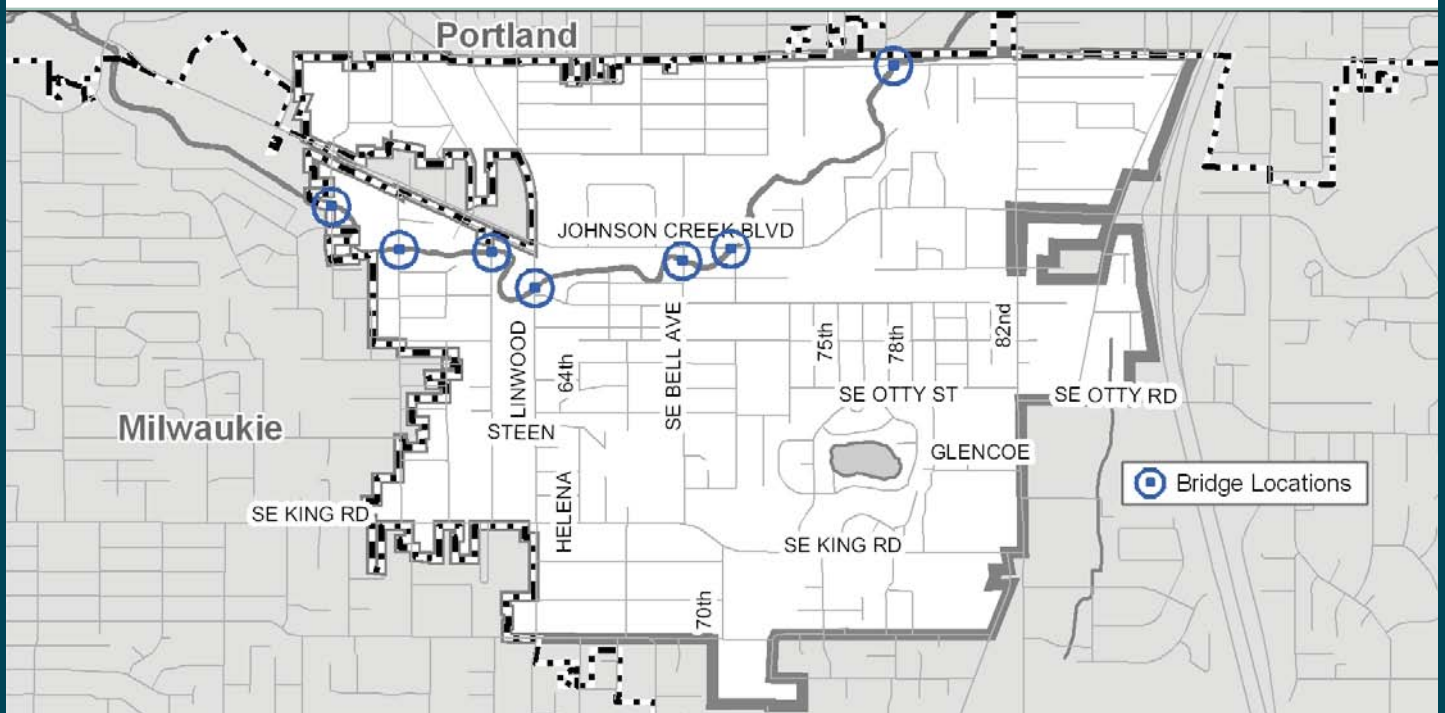 Portland
JOHNSON CREEK BLVD
LINWOOD
64th
SE BELL AVE
75th
78th
82nd
SE OTTY ST
SE OTTY RD
Milwaukie
STEEN
GLENCOE
Bridge Locations
SE KING RD
HELENA
SE KING RD
70th